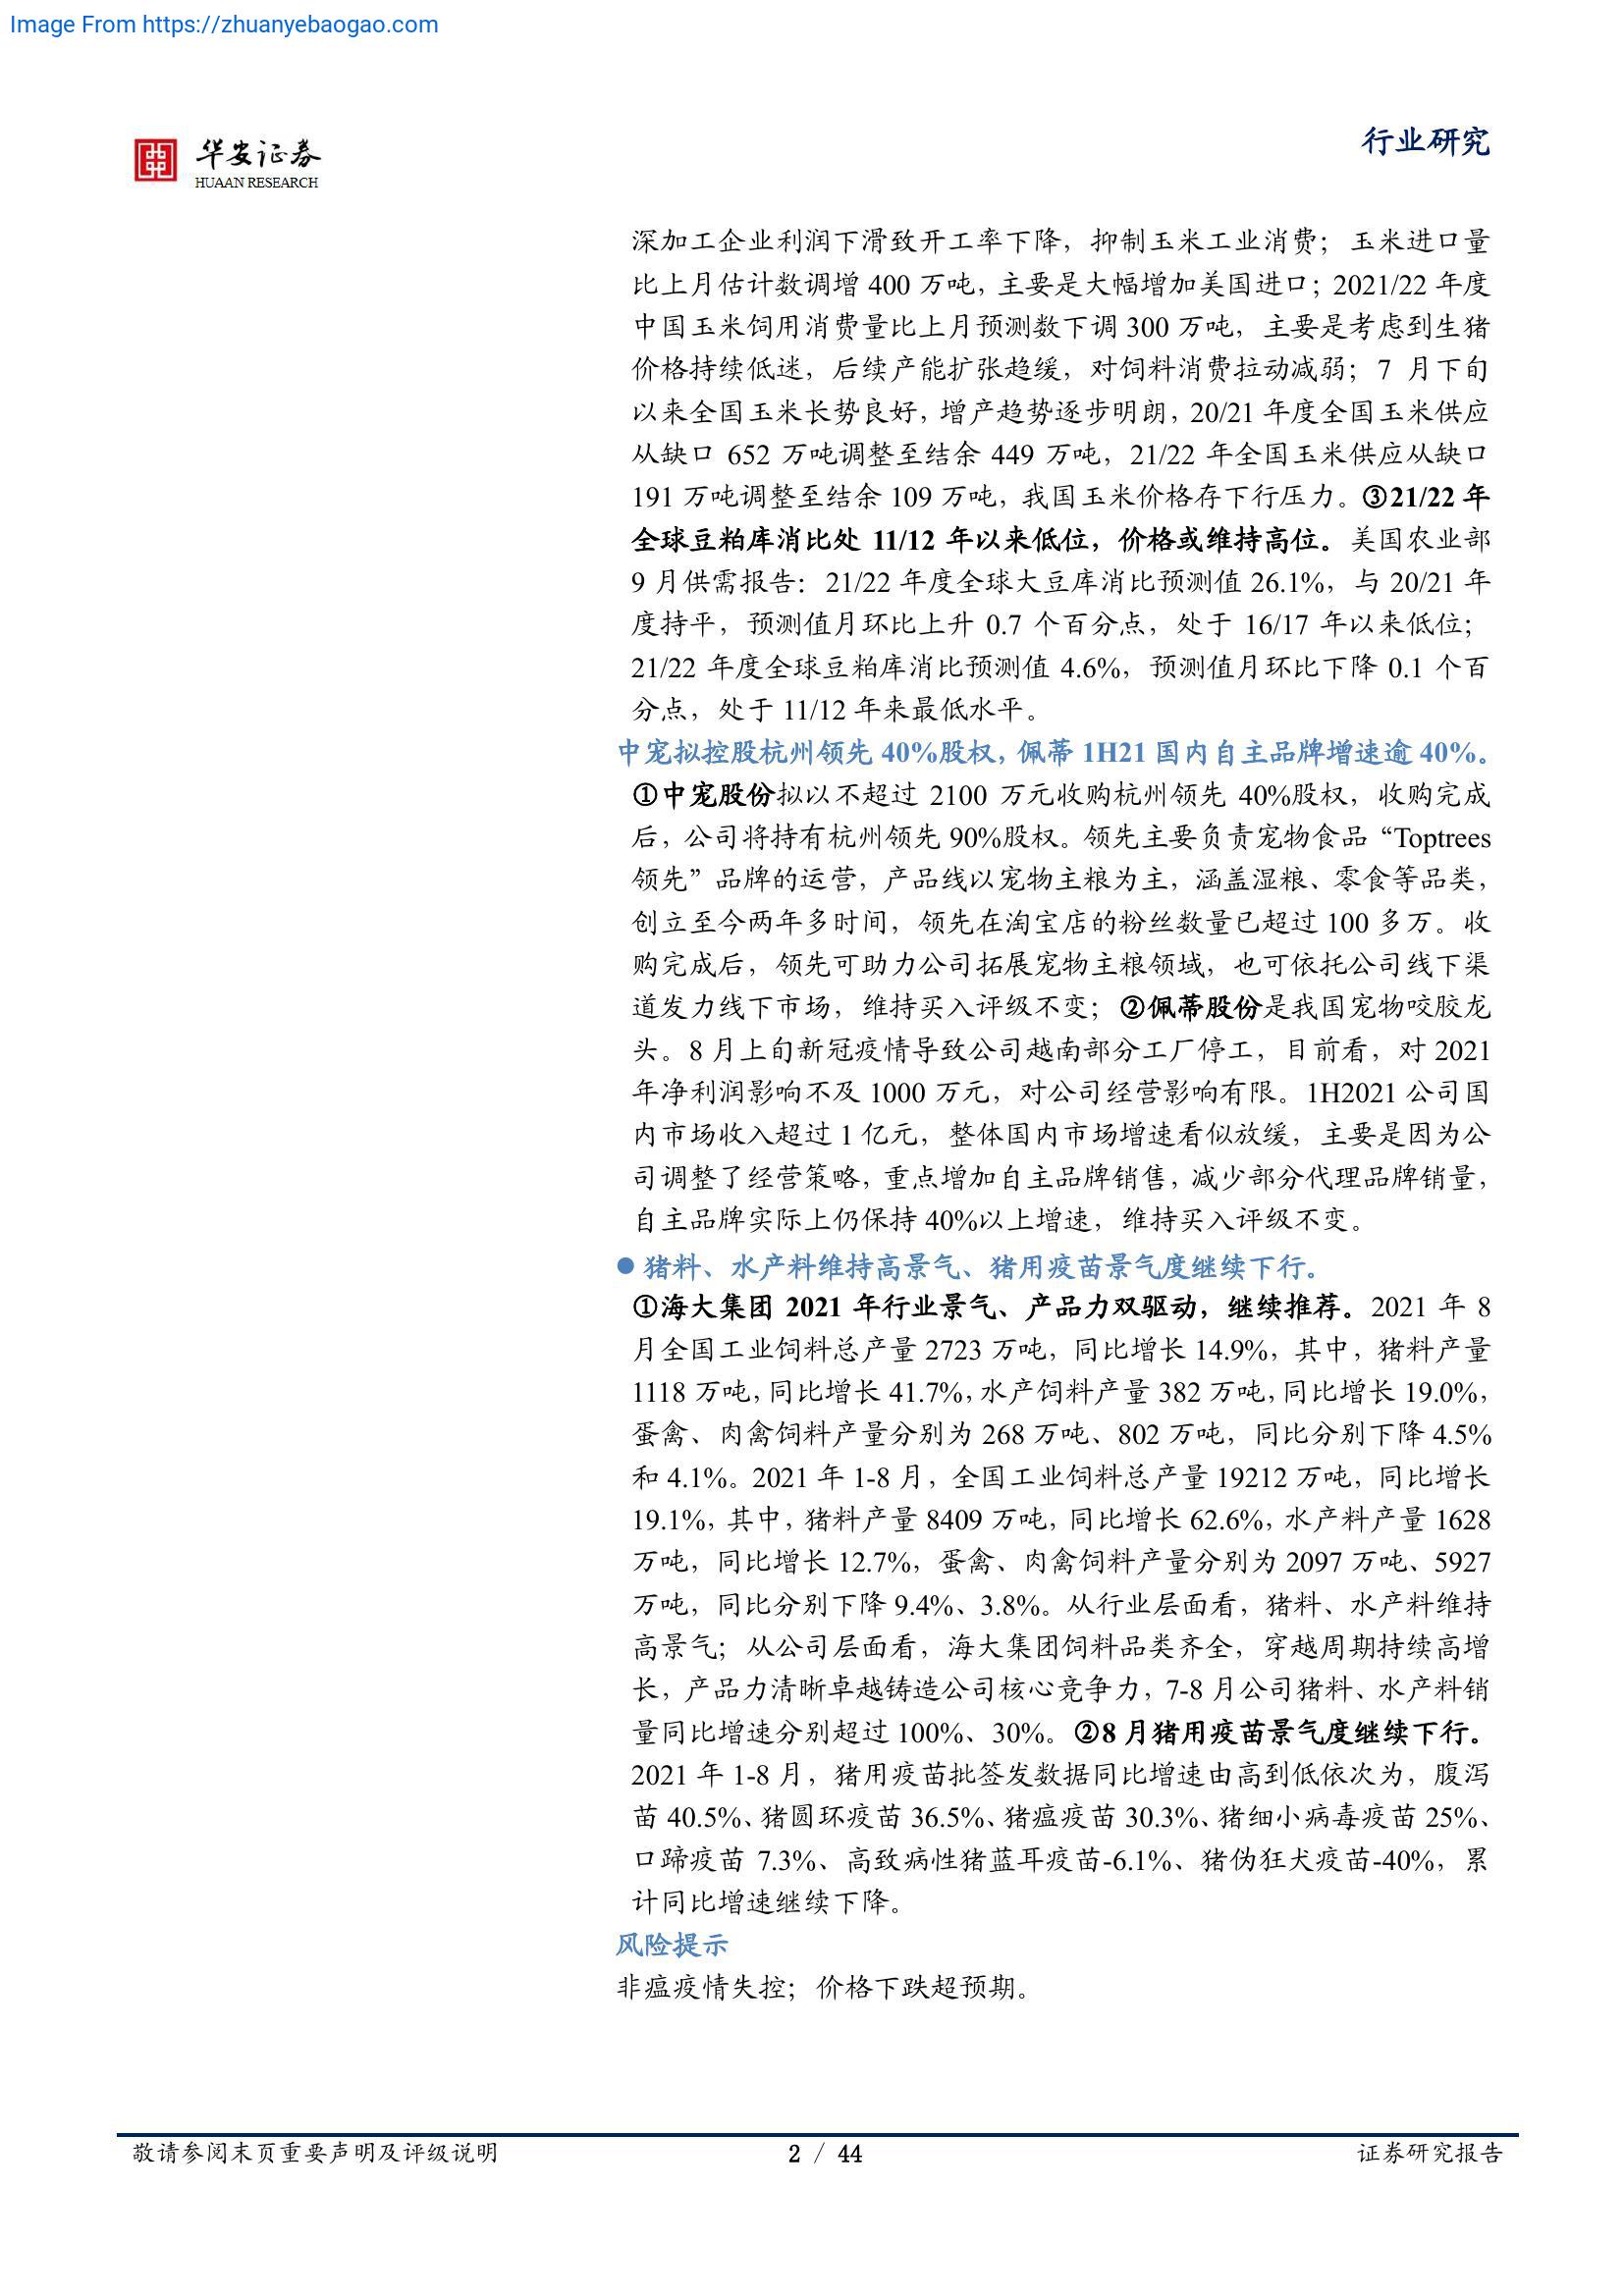 Image From https://zhuanyebaogao.com
华安证券
HUAAN RESEARCH
行业研究
深加工企业利润下滑致开工率下降，抑制玉米工业消费；玉米进口量
比上月估计数调增 400 万吨，主要是大幅增加美国进口；2021/22 年度
中国玉米饲用消费量比上月预测数下调 300 万吨，主要是考虑到生猪
价格持续低迷，后续产能扩张趋缓，对饲料消费拉动减弱；7 月下旬
以来全国玉米长势良好，增产趋势逐步明朗，20/21 年度全国玉米供应
从缺口 652 万吨调整至结余 449 万吨，21/22 年全国玉米供应从缺口
191 万吨调整至结余 109 万吨，我国玉米价格存下行压力。③21/22 年
全球豆粕库消比处 11/12 年以来低位，价格或维持高位。美国农业部
9 月供需报告：21/22 年度全球大豆库消比预测值 26.1%，与 20/21 年
度持平，预测值月环比上升 0.7 个百分点，处于 16/17 年以来低位；
21/22 年度全球豆粕库消比预测值 4.6%，预测值月环比下降 0.1 个百
分点，处于 11/12 年来最低水平。
中宠拟控股杭州领先 40%股权，佩蒂 1H21 国内自主品牌增速逾 40%。
①中宠股份拟以不超过 2100 万元收购杭州领先 40%股权，收购完成
后，公司将持有杭州领先 90%股权。领先主要负责宠物食品“Toptrees
领先”品牌的运营，产品线以宠物主粮为主，涵盖湿粮、零食等品类，
创立至今两年多时间，领先在淘宝店的粉丝数量已超过 100 多万。收
购完成后，领先可助力公司拓展宠物主粮领域，也可依托公司线下渠
道发力线下市场，维持买入评级不变；②佩蒂股份是我国宠物咬胶龙
头。8 月上旬新冠疫情导致公司越南部分工厂停工，目前看，对 2021
年净利润影响不及 1000 万元，对公司经营影响有限。1H2021 公司国
内市场收入超过 1 亿元，整体国内市场增速看似放缓，主要是因为公
司调整了经营策略，重点增加自主品牌销售，减少部分代理品牌销量，
自主品牌实际上仍保持 40%以上增速，维持买入评级不变。
● 猪料、水产料维持高景气、猪用疫苗景气度继续下行。
①海大集团 2021 年行业景气、产品力双驱动，继续推荐。2021 年 8
月全国工业饲料总产量 2723 万吨，同比增长 14.9%，其中，猪料产量
1118 万吨，同比增长 41.7%，水产饲料产量 382 万吨，同比增长 19.0%，
蛋禽、肉禽饲料产量分别为 268 万吨、802 万吨，同比分别下降 4.5%
和 4.1%。2021 年 1-8 月，全国工业饲料总产量 19212 万吨，同比增长
19.1%，其中，猪料产量 8409 万吨，同比增长 62.6%，水产料产量 1628
万吨，同比增长 12.7%，蛋禽、肉禽饲料产量分别为 2097 万吨、5927
万吨，同比分别下降 9.4%、3.8%。从行业层面看，猪料、水产料维持
高景气；从公司层面看，海大集团饲料品类齐全，穿越周期持续高增
长，产品力清晰卓越铸造公司核心竞争力，7-8 月公司猪料、水产料销
量同比增速分别超过 100%、30%。②8 月猪用疫苗景气度继续下行。
2021 年 1-8 月，猪用疫苗批签发数据同比增速由高到低依次为，腹泻
苗 40.5%、猪圆环疫苗 36.5%、猪瘟疫苗 30.3%、猪细小病毒疫苗 25%、
口蹄疫苗 7.3%、高致病性猪蓝耳疫苗-6.1%、猪伪狂犬疫苗-40%，累
计同比增速继续下降。
风险提示
非瘟疫情失控；价格下跌超预期。
敬请参阅末页重要声明及评级说明
2 / 44
证券研究报告